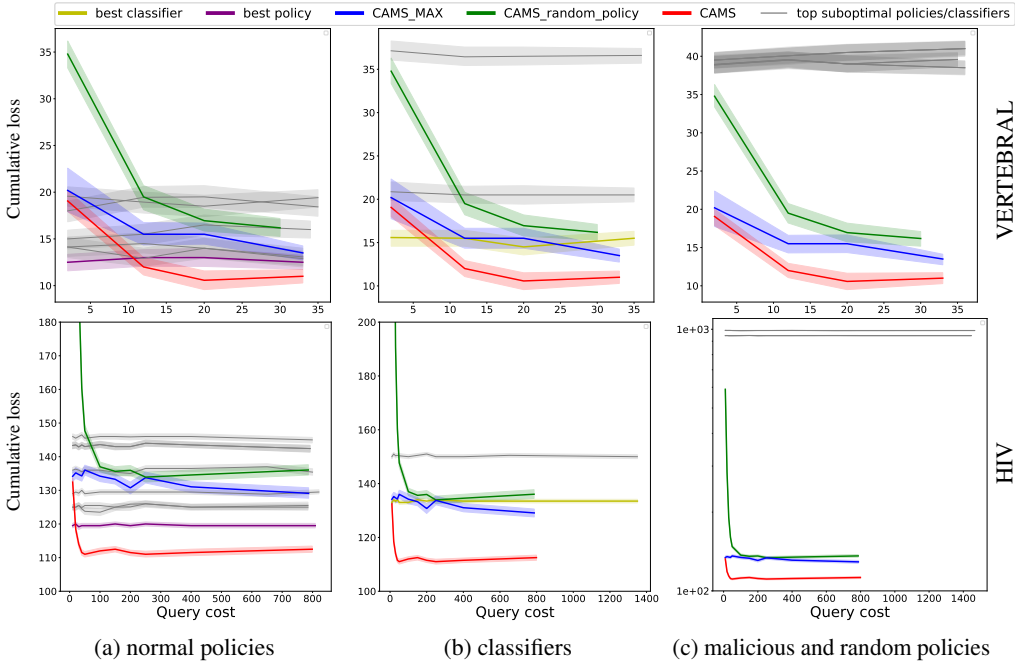 best classifier best policy CAMS_MAX CAMS_random_policy CAMS top suboptimal policies/classifiers
Cumulative loss
35
30
25
20
15
10
5 10 15 20 25 30 35
35
30
25
20
15
10
5 10 15 20 25 30 35
40
35
30
25
20
15
10
5 10 15 20 25 30 35
VERTEBRAL
Cumulative loss
180
170
160
150
140
130
120
110
100
0 100 200 300 400 500 600 700 800
Query cost
200
180
160
140
120
100
0 200 400 600 800 1000 1200 1400
Query cost
1e+03
1e+02
0 200 400 600 800 1000 1200 1400
Query cost
HIV
(a) normal policies (b) classifiers (c) malicious and random policies